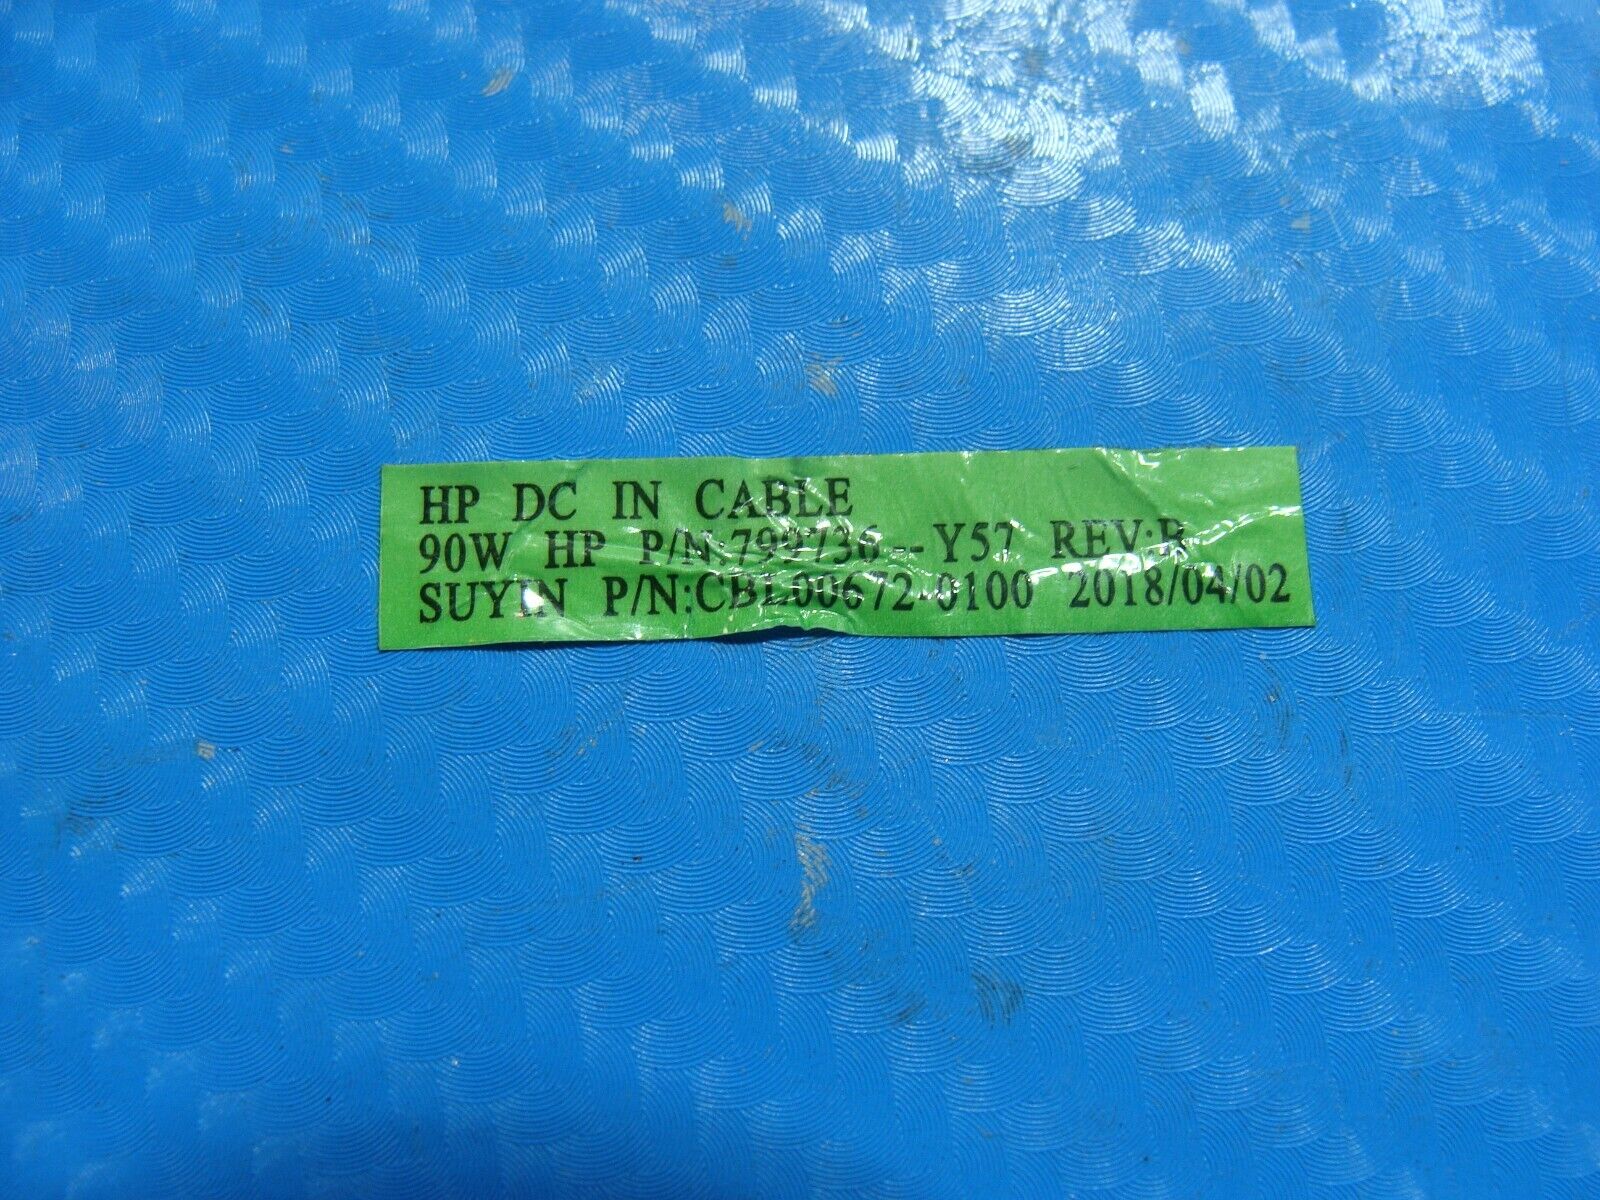 HP DC IN CABLE
90W HP P/N:799736--Y57 REV:B
SUYIN P/N:CBL00672-0100 2018/04/02